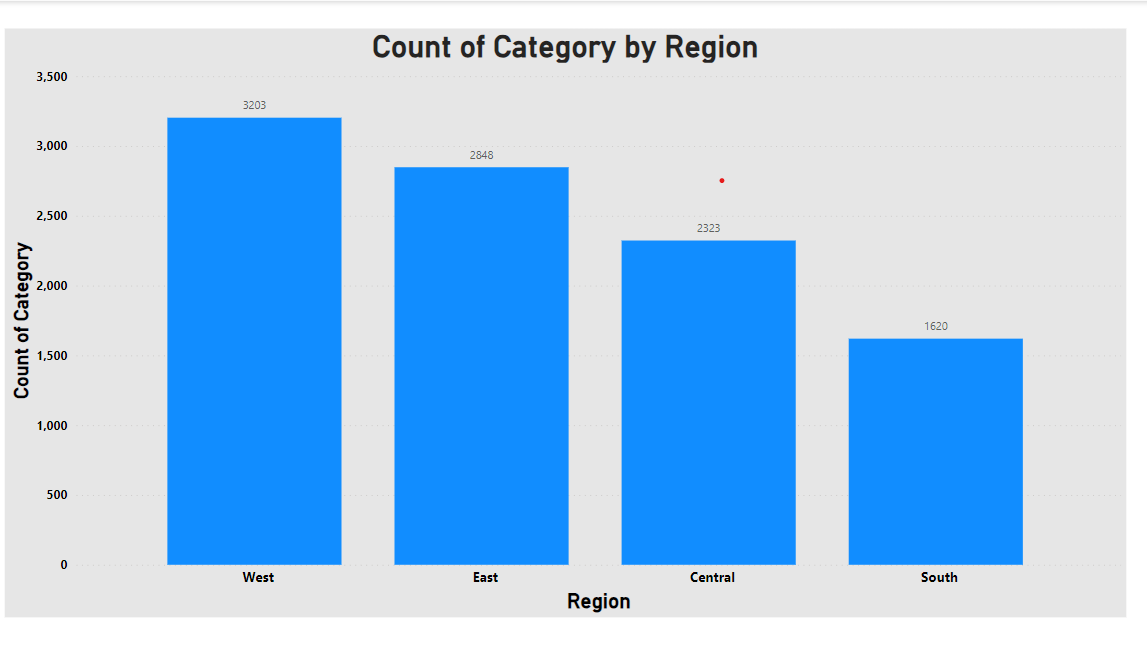 Count of Category by Region
3,500
3,000
2,500
2,000
1,500
1,000
500
0
Count of Category
3203
2848
2323
1620
West
East
Central
South
Region